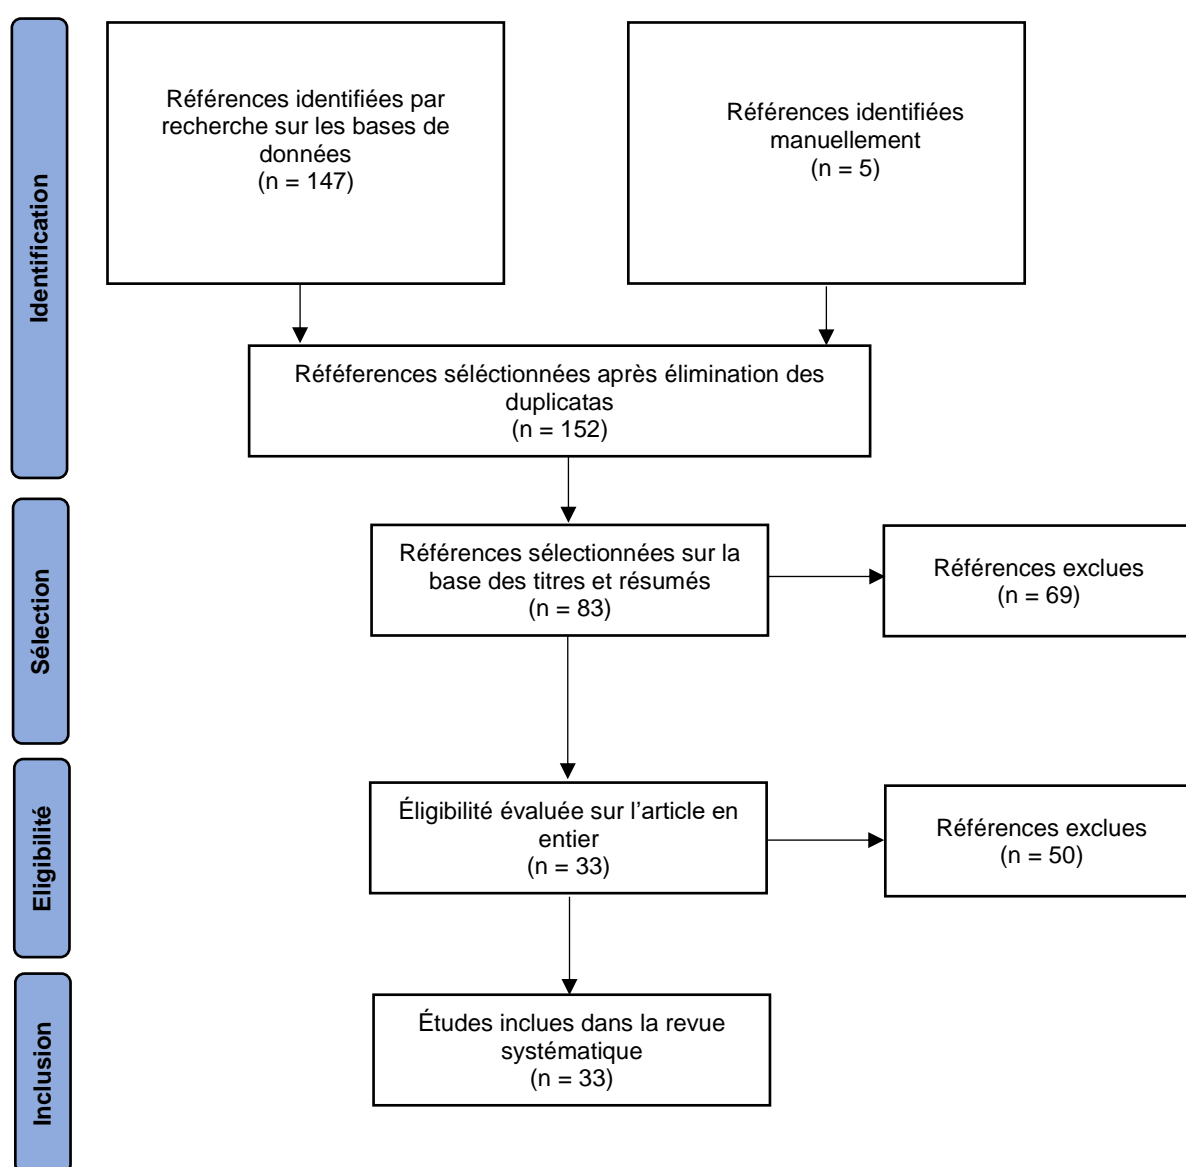 Identification
Références identifiées par
recherche sur les bases de
données
(n = 147)
Références identifiées
manuellement
(n = 5)
Réféferences séléctionnées après élimination des
duplicatas
(n = 152)
Sélection
Références sélectionnées sur la
base des titres et résumés
(n = 83)
Références exclues
(n = 69)
Eligibilité
Éligibilité évaluée sur l’article en
entier
(n = 33)
Références exclues
(n = 50)
Inclusion
Études inclues dans la revue
systématique
(n = 33)